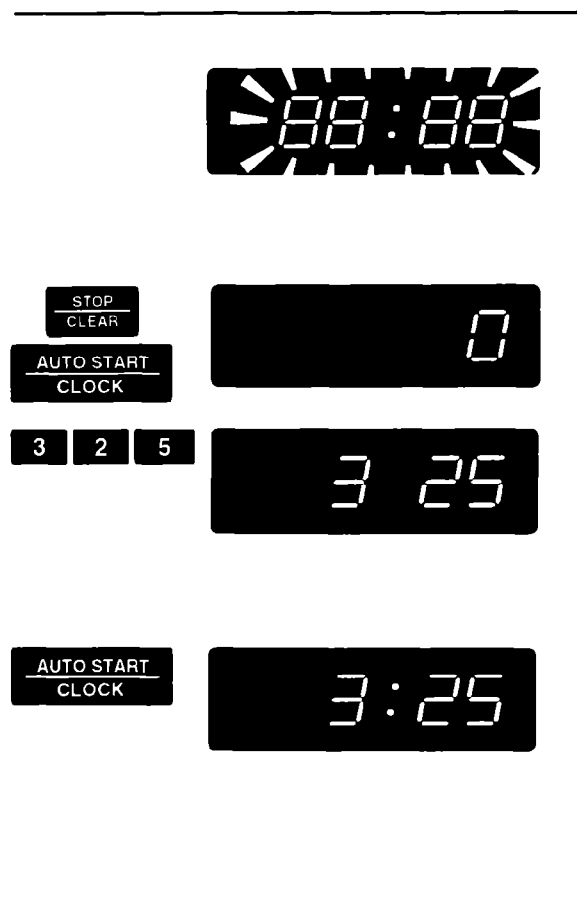 88:88
STOP
CLEAR
0
AUTO START
CLOCK
3 2 5
3 25
AUTO START
CLOCK
3:25